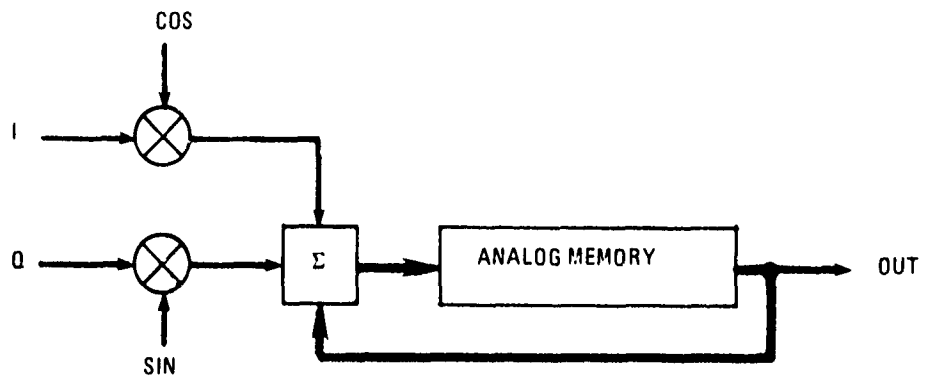 COS
I
Q
Σ
ANALOG MEMORY
OUT
SIN